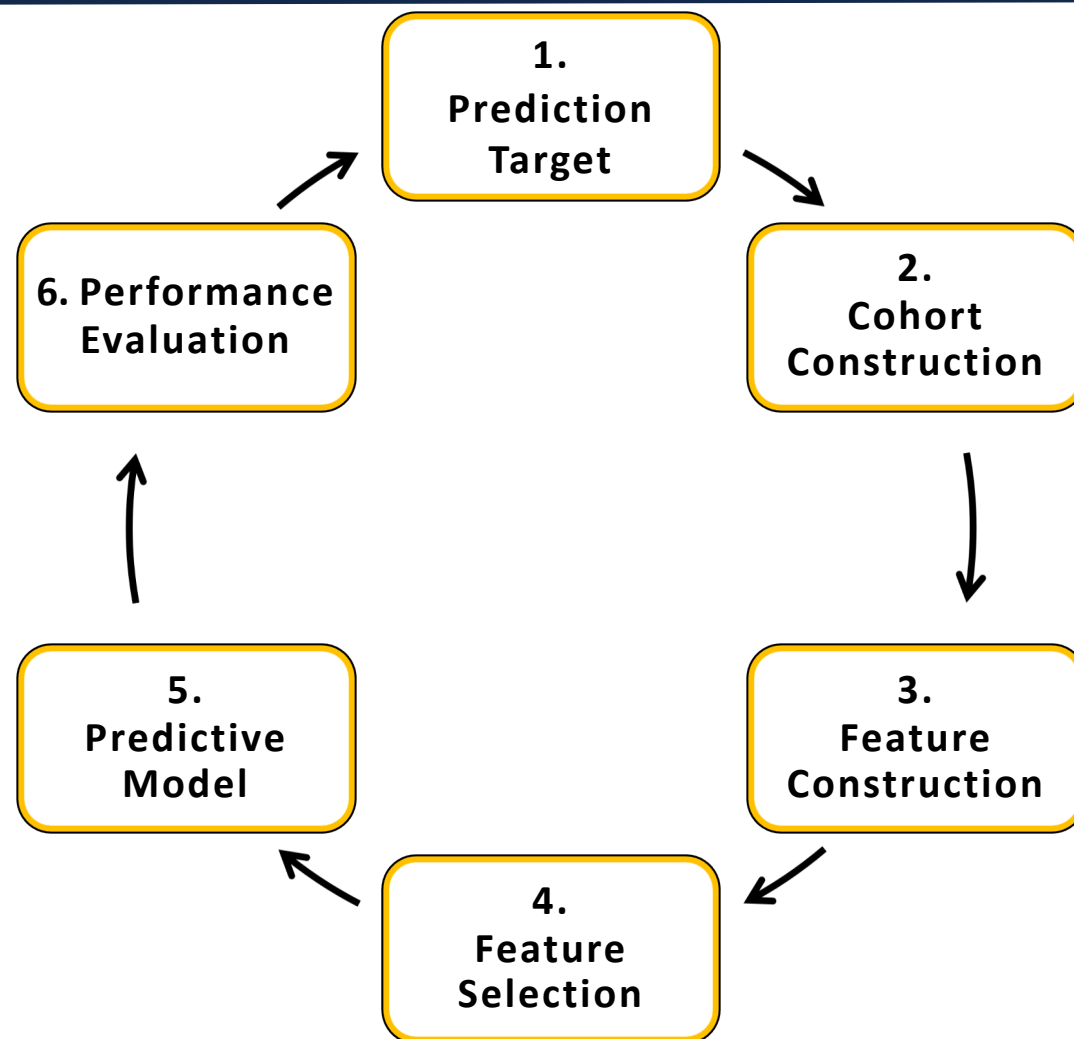 1.
Prediction
Target
2.
Cohort
Construction
3.
Feature
Construction
4.
Feature
Selection
5.
Predictive
Model
6. Performance
Evaluation